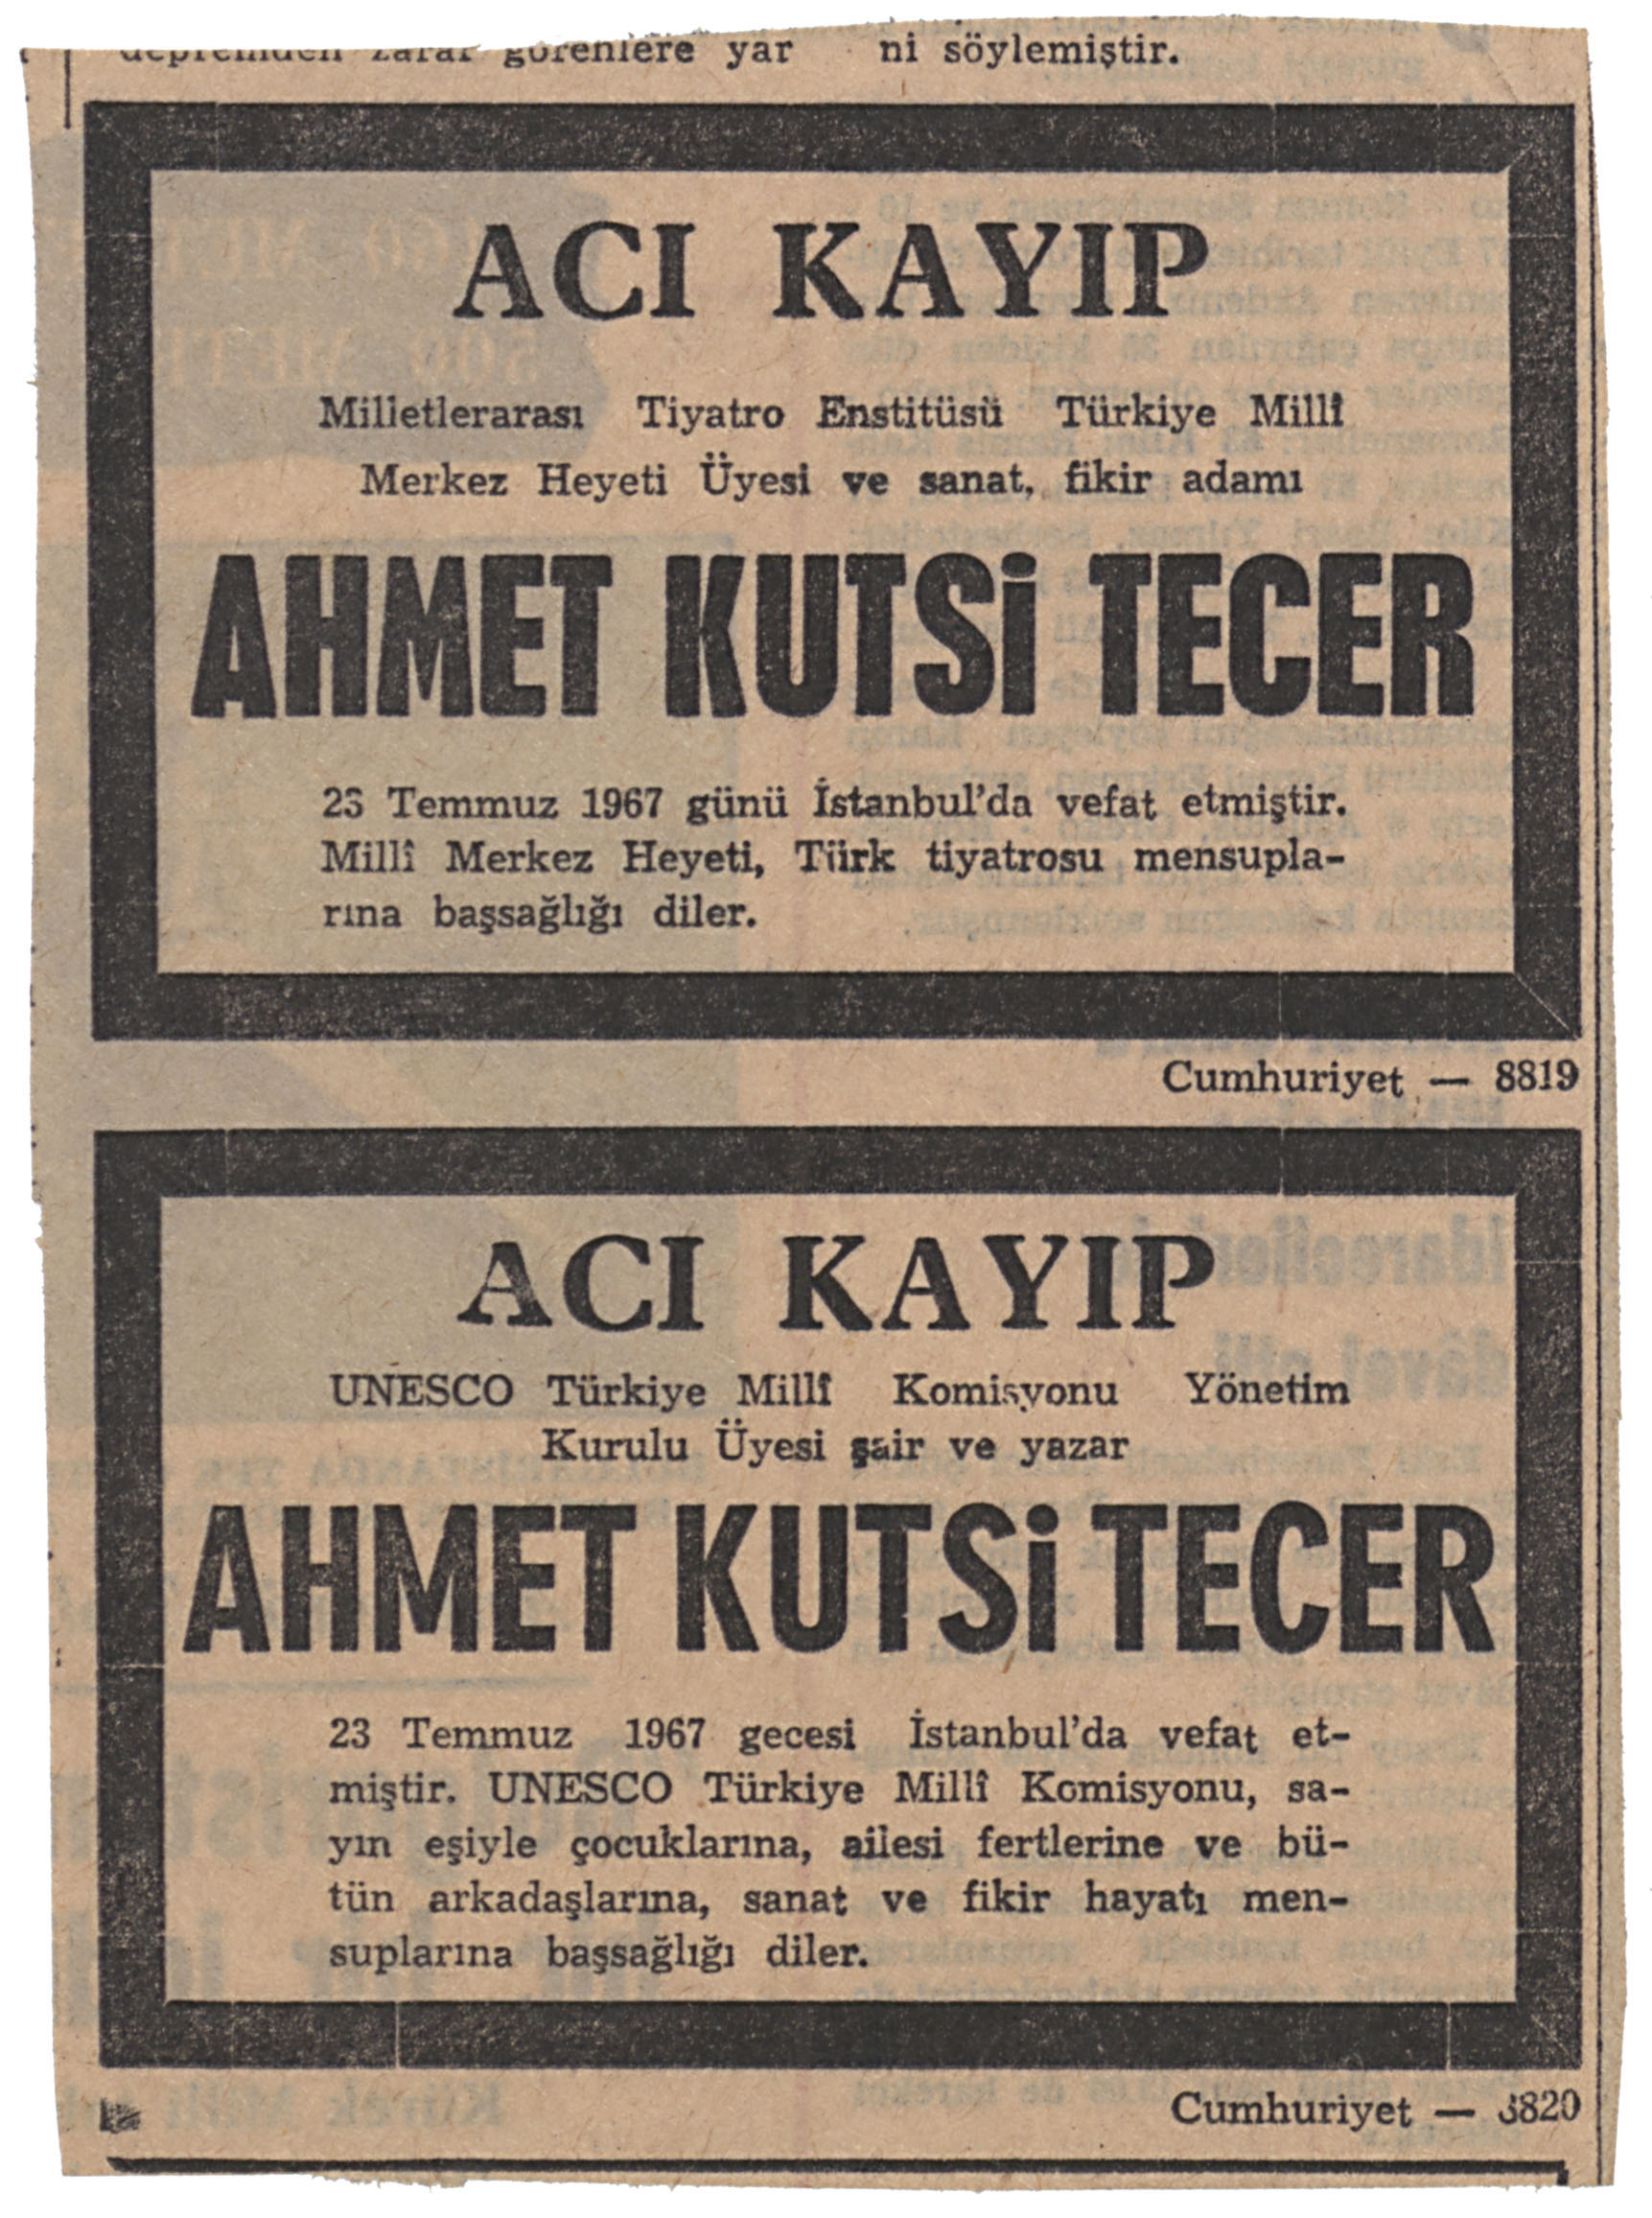 görenlere yar ni söylemiştir.
ACI KAYIP
Milletlerarası Tiyatro Enstitüsü Türkiye Millî
Merkez Heyeti Üyesi ve sanat, fikir adamı
AHMET KUTSİ TECER
23 Temmuz 1967 günü İstanbul'da vefat etmiştir.
Millî Merkez Heyeti, Türk tiyatrosu mensupla-
rına başsağlığı diler.
Cumhuriyet — 8819
ACI KAYIP
UNESCO Türkiye Millî Komisyonu Yönetim
Kurulu Üyesi şair ve yazar
AHMET KUTSİ TECER
23 Temmuz 1967 gecesi İstanbul'da vefat et-
miştir. UNESCO Türkiye Millî Komisyonu, sa-
yın eşiyle çocuklarına, ailesi fertlerine ve bü-
tün arkadaşlarına, sanat ve fikir hayatı men-
suplarına başsağlığı diler.
Cumhuriyet — 8820